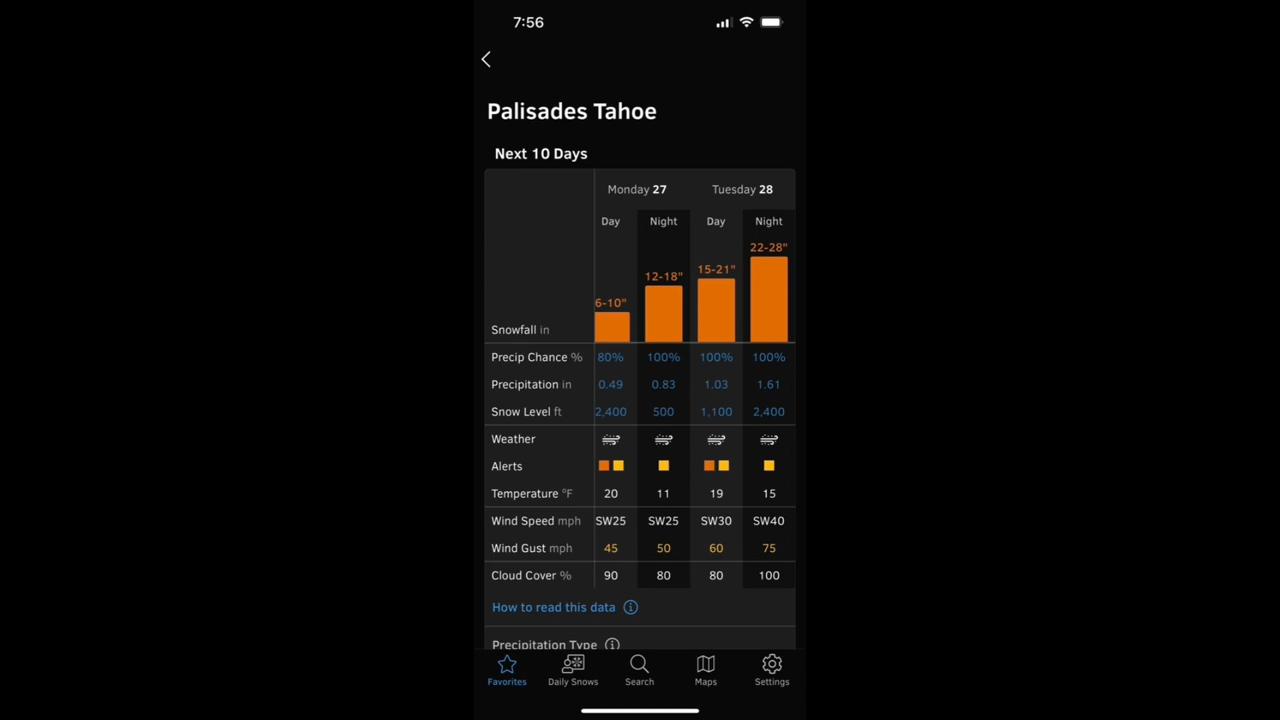 7:56
Palisades Tahoe
Next 10 Days
Monday 27 Tuesday 28
Day Night Day Night
6-10" 12-18" 15-21" 22-28"
Snowfall in
Precip Chance % 80% 100% 100% 100%
Precipitation in 0.49 0.83 1.03 1.61
Snow Level ft 2,400 500 1,100 2,400
Weather
Alerts
Temperature °F 20 11 19 15
Wind Speed mph SW25 SW25 SW30 SW40
Wind Gust mph 45 50 60 75
Cloud Cover % 90 80 80 100
How to read this data i
Precipitation Type i
Favorites Daily Snows Search Maps Settings